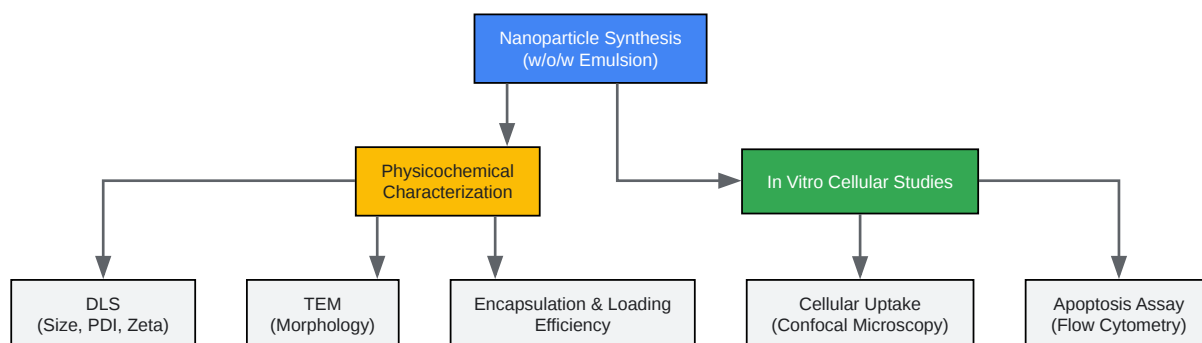 Nanoparticle Synthesis
(w/o/w Emulsion)
Physicochemical
Characterization
In Vitro Cellular Studies
DLS
(Size, PDI, Zeta)
TEM
(Morphology)
Encapsulation & Loading
Efficiency
Cellular Uptake
(Confocal Microscopy)
Apoptosis Assay
(Flow Cytometry)